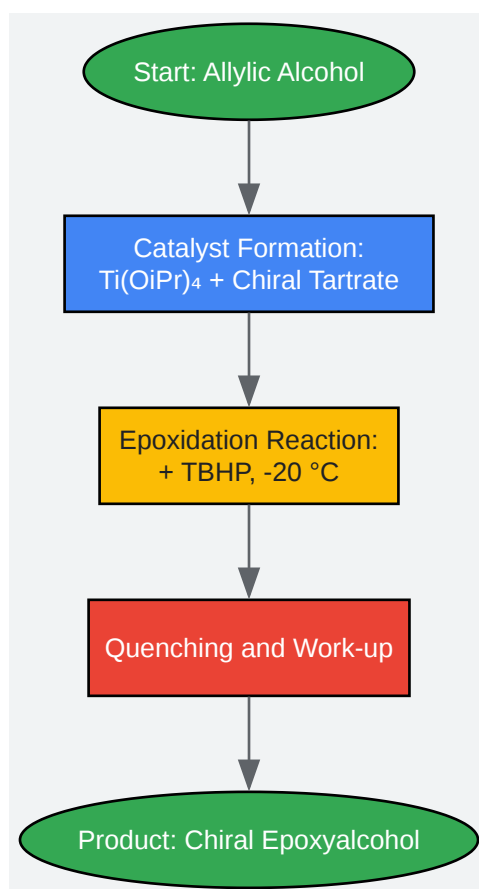 Start: Allylic Alcohol
Catalyst Formation:
Ti(OiPr)₄ + Chiral Tartrate
Epoxidation Reaction:
+ TBHP, -20 °C
Quenching and Work-up
Product: Chiral Epoxyalcohol